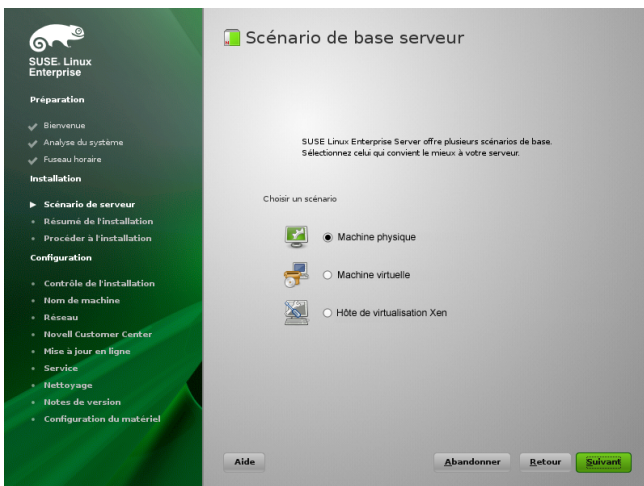 SUSE. Linux
Enterprise
Préparation
Bienvenue
Analyse du système
Fuseau horaire
Installation
Scénario de serveur
Résumé de l'installation
Procéder à l'installation
Configuration
Contrôle de l'installation
Nom de machine
Réseau
Novell Customer Center
Mise à jour en ligne
Service
Nettoyage
Notes de version
Configuration du matériel
Scénario de base serveur
SUSE Linux Enterprise Server offre plusieurs scénarios de base.
Sélectionnez celui qui convient le mieux à votre serveur.
Choisir un scénario
Machine physique
Machine virtuelle
Hôte de virtualisation Xen
Aide
Abandonner
Retour
Suivant